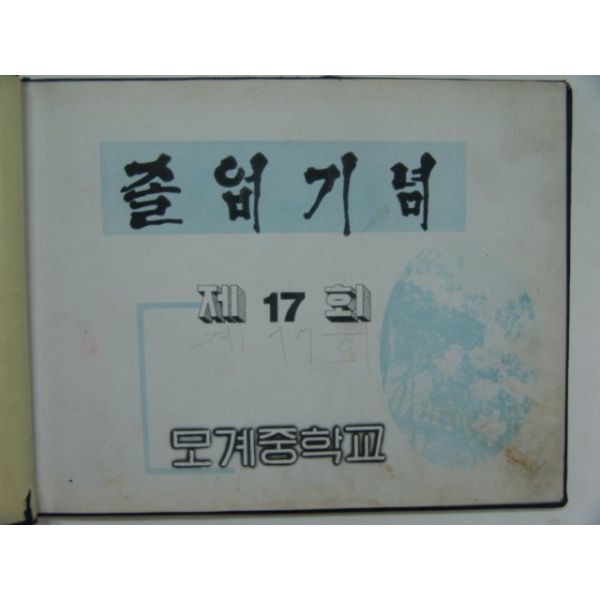 졸업기념
제 17 회
제 17 회
모계중학교